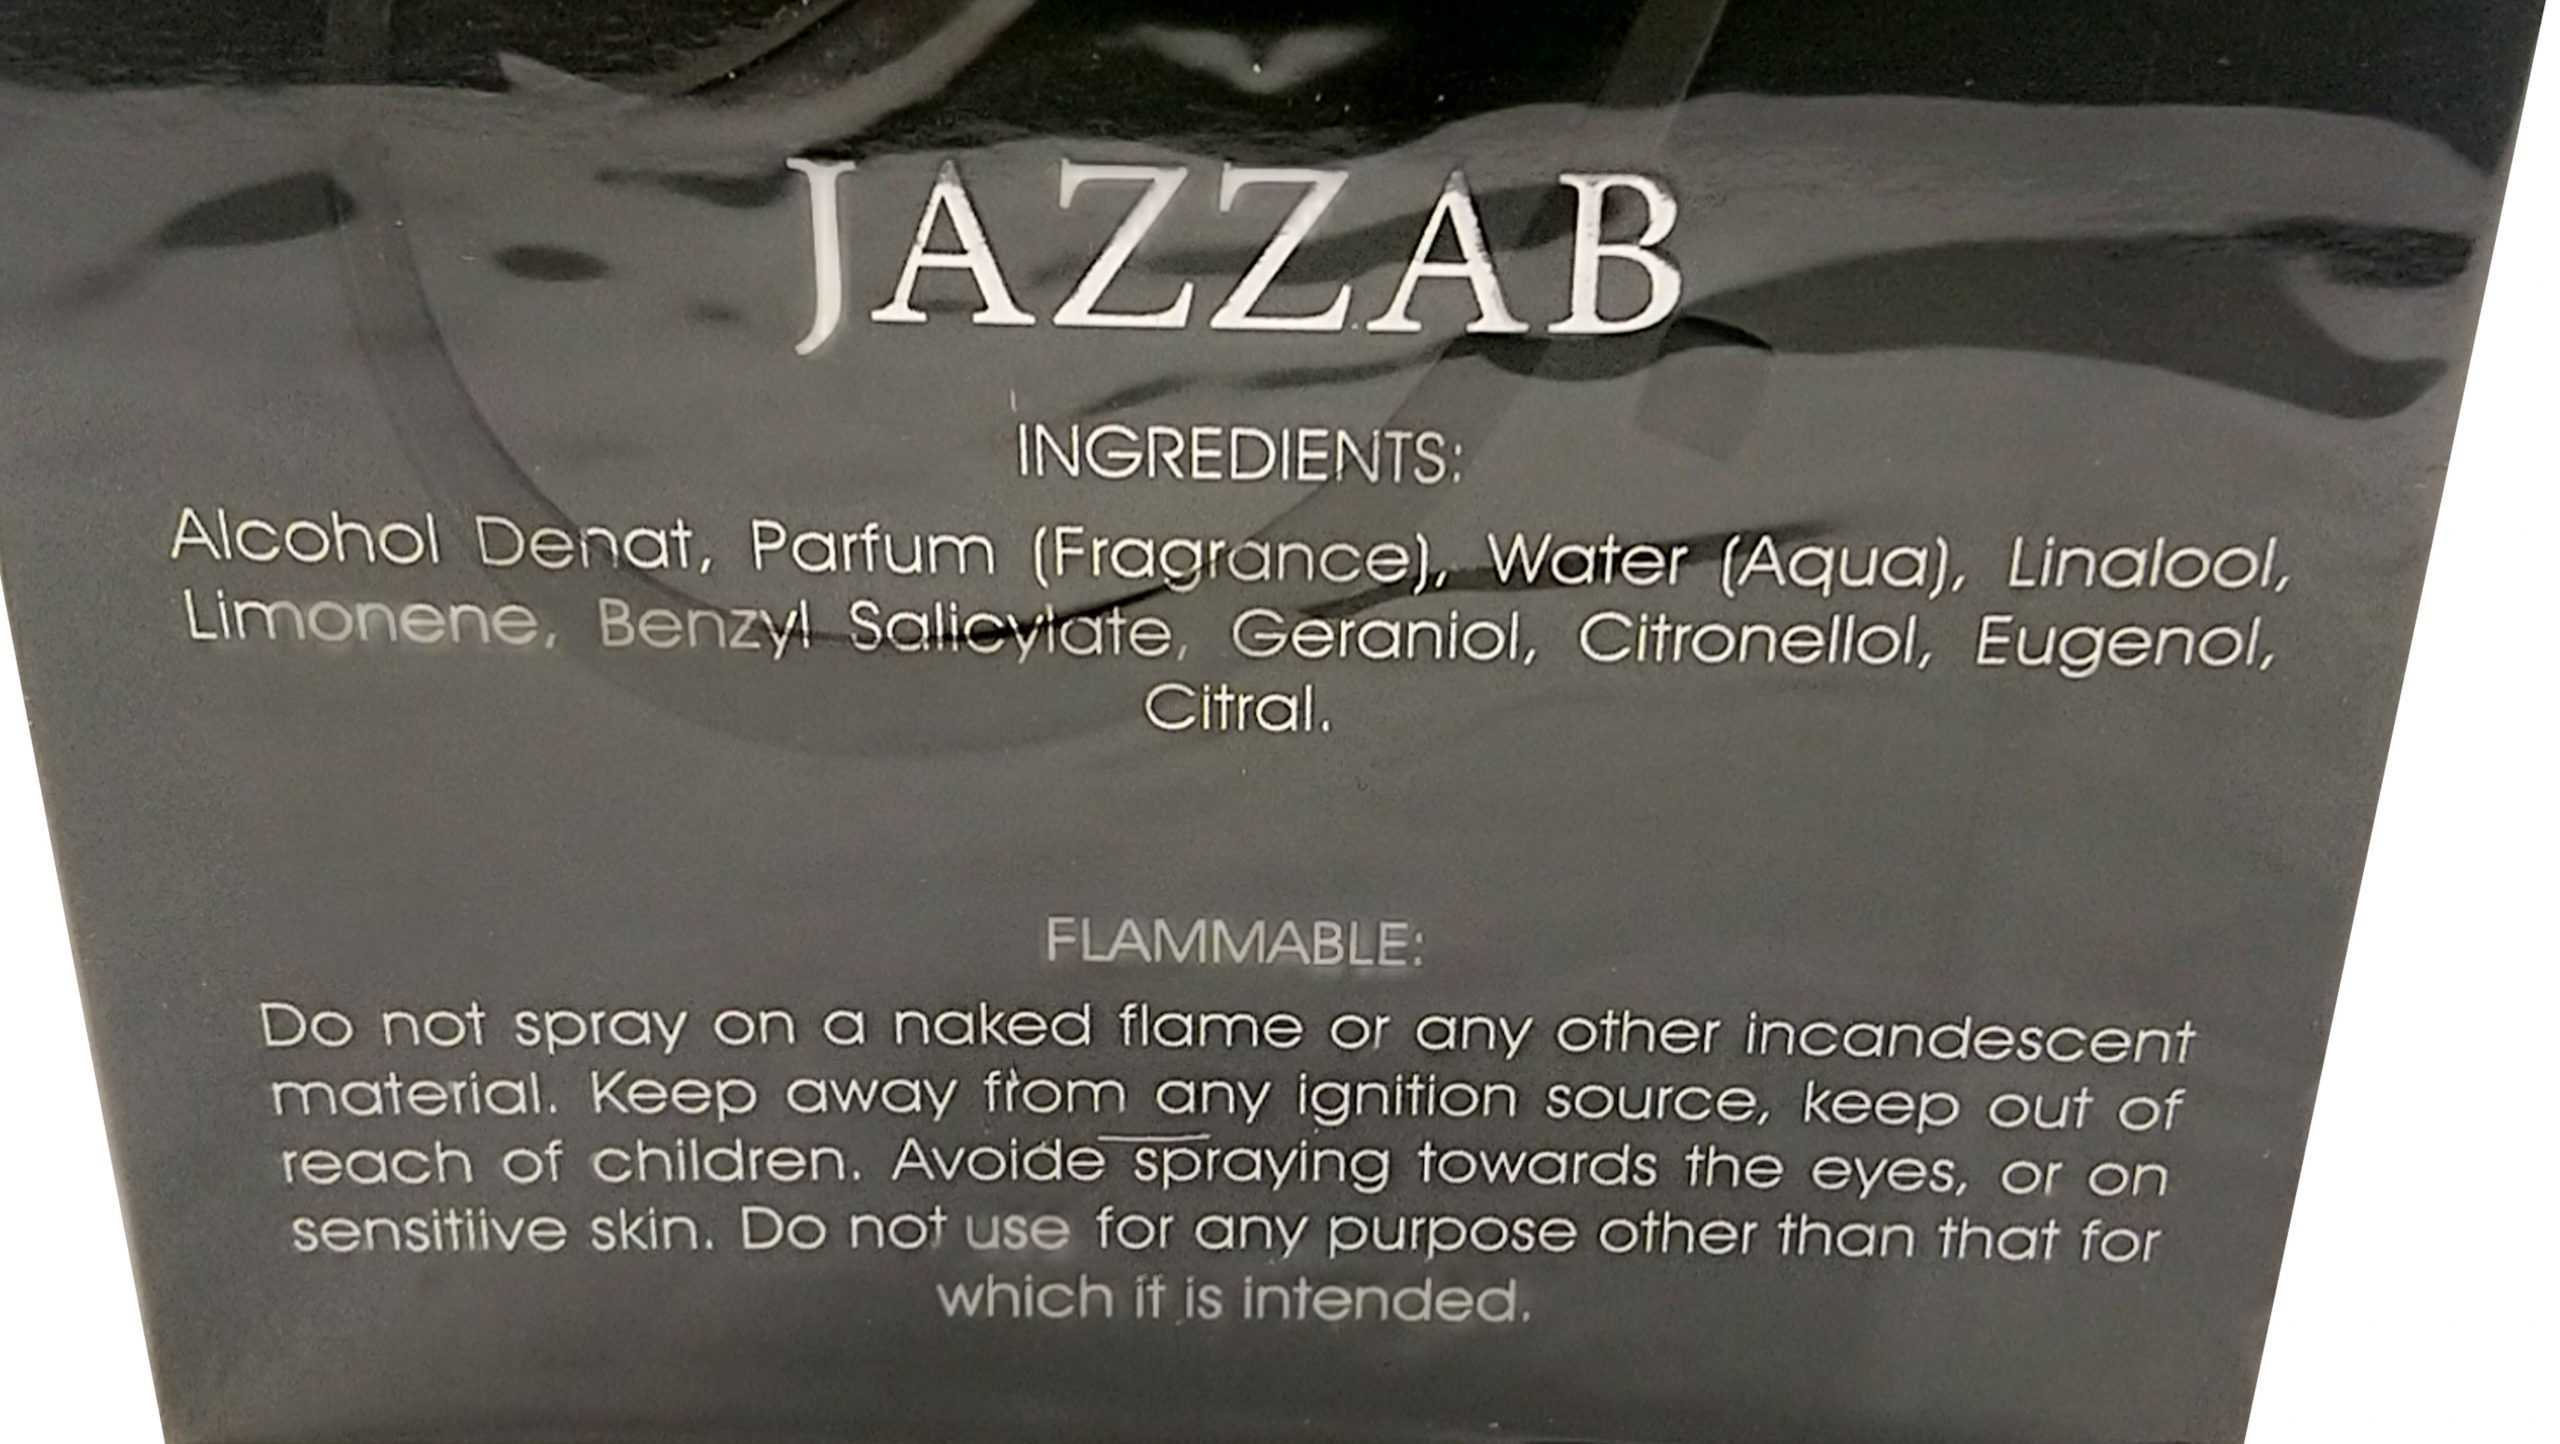 JAZZAB
INGREDIENTS:
Alcohol Denat, Parfum (Fragrance), Water (Aqua), Linalool,
Limonene, Benzyl Salicylate, Geraniol, Citronellol, Eugenol,
Citral.
FLAMMABLE:
Do not spray on a naked flame or any other incandescent
material. Keep away from any ignition source, keep out of
reach of children. Avoide spraying towards the eyes, or on
sensitiive skin. Do not use for any purpose other than that for
which it is intended.